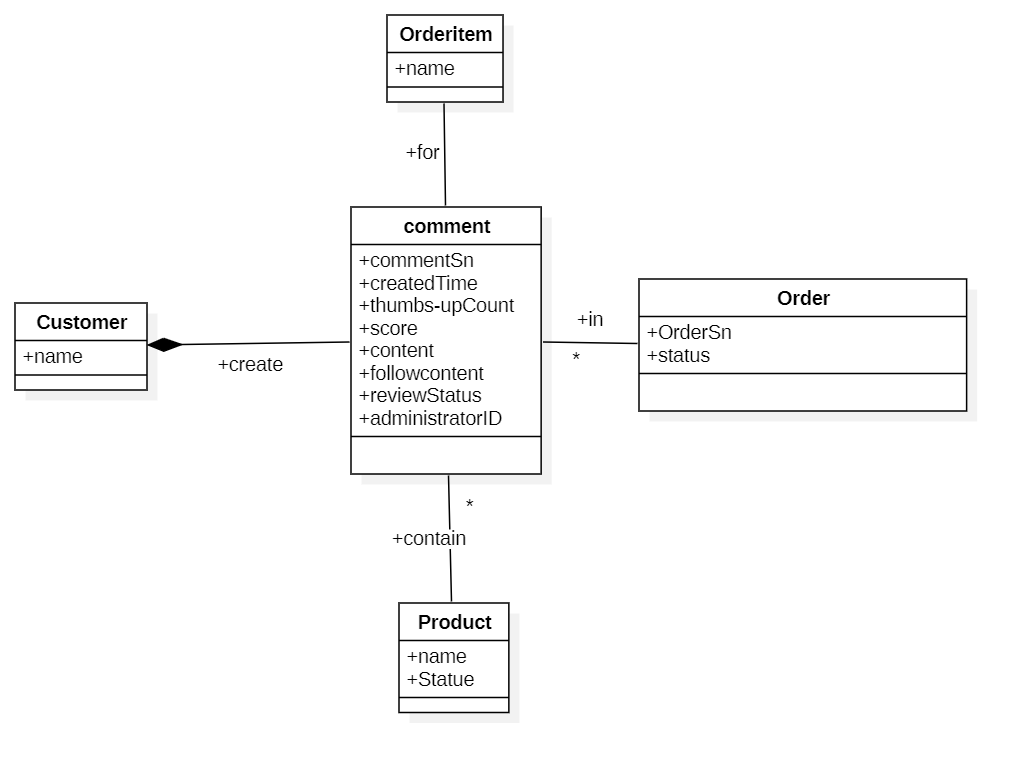 Orderitem
+name
+for
comment
+commentSn
+createdTime
+thumbs-upCount
+score
+content
+followcontent
+reviewStatus
+administratorID
Customer
+name
+create
+in
*
Order
+OrderSn
+status
*
+contain
Product
+name
+Statue